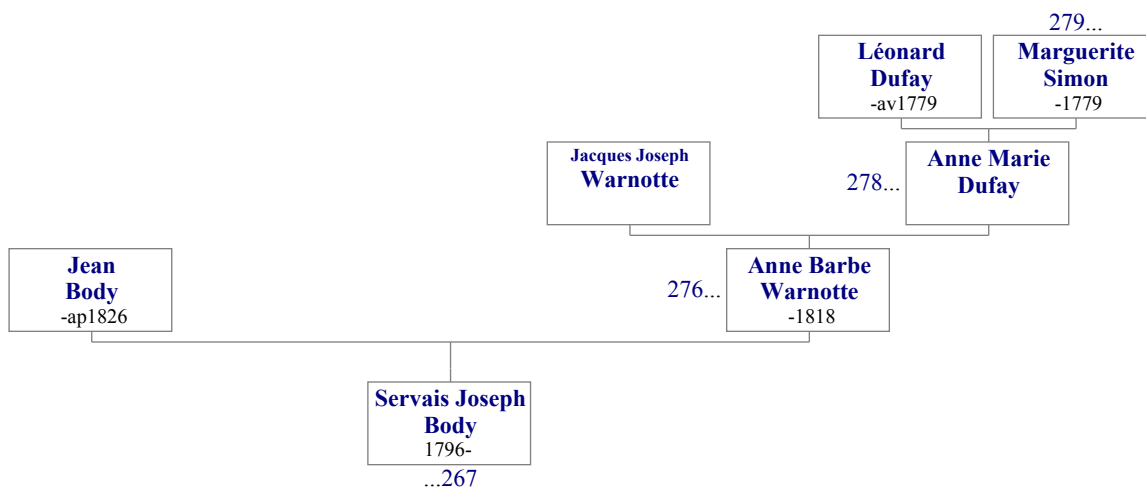 279...
Léonard
Dufay
-av1779
Marguerite
Simon
-1779
Jacques Joseph
Warnotte
278...
Anne Marie
Dufay
Jean
Body
-ap1826
276...
Anne Barbe
Warnotte
-1818
Servais Joseph
Body
1796-
...267